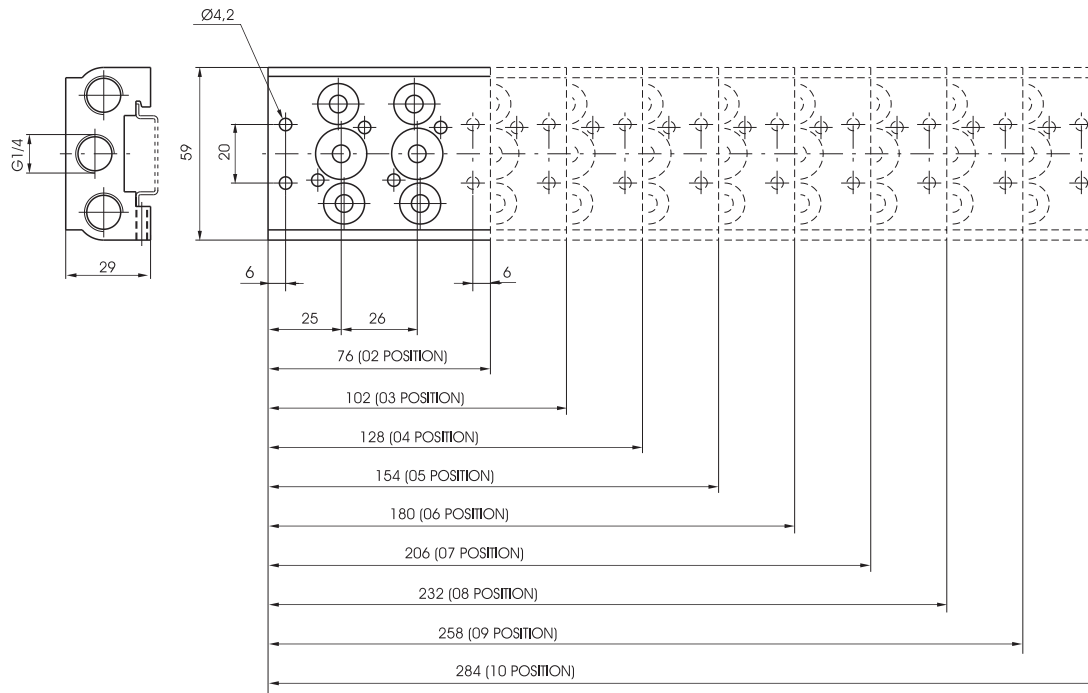 Ø4,2
G1/4
59
20
29
6
6
25
26
76 (02 POSITION)
102 (03 POSITION)
128 (04 POSITION)
154 (05 POSITION)
180 (06 POSITION)
206 (07 POSITION)
232 (08 POSITION)
258 (09 POSITION)
284 (10 POSITION)